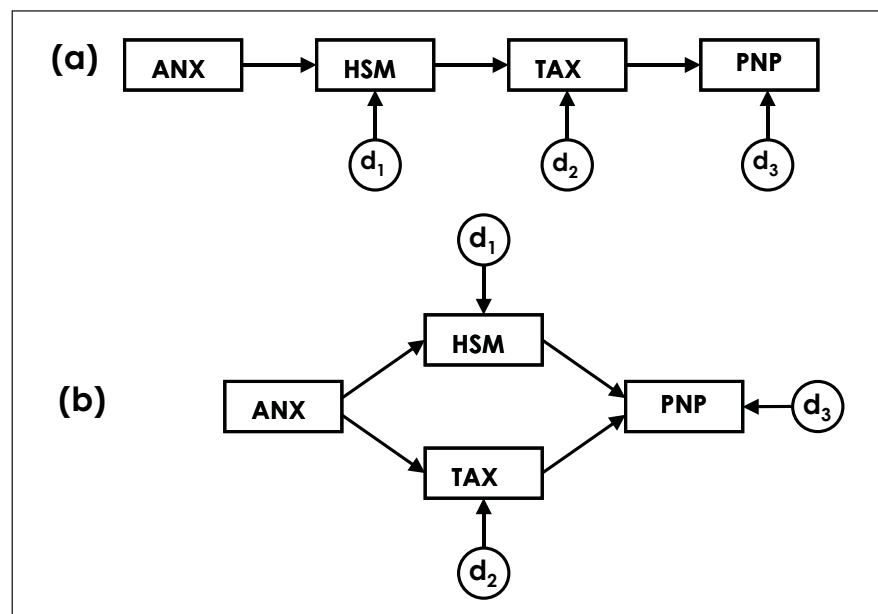 (a) ANX HSM TAX PNP
d1 d2 d3
d1
HSM
(b) ANX PNP d3
TAX
d2